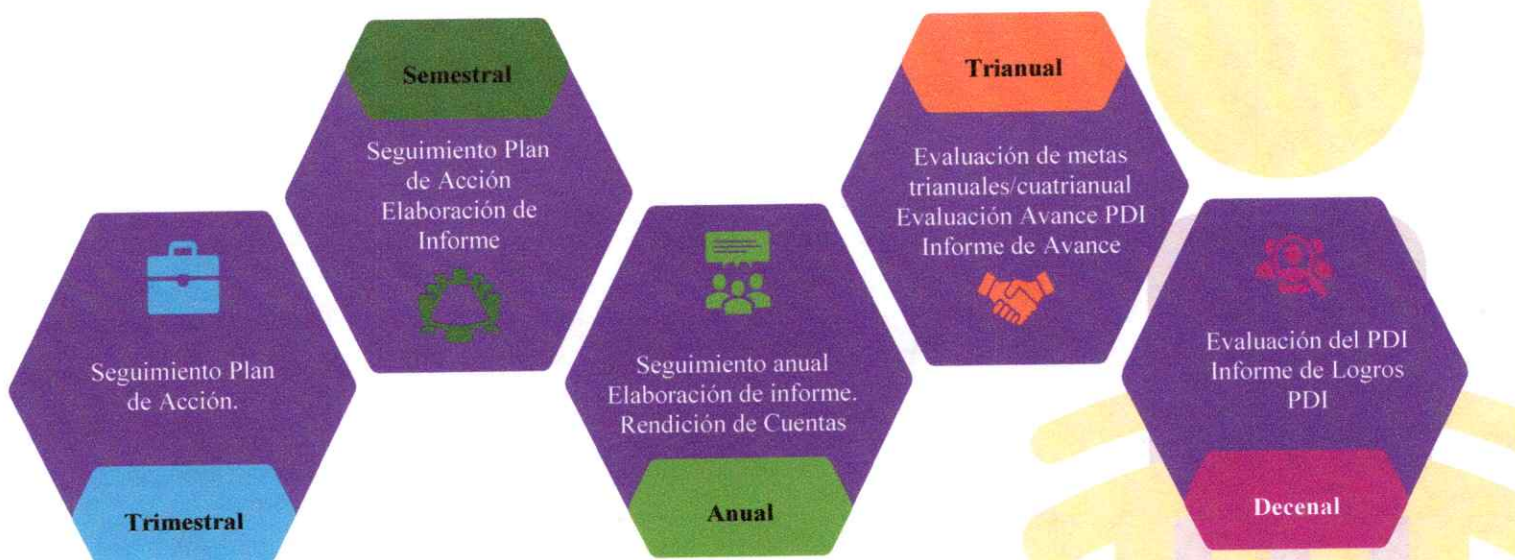 Seguimiento Plan
de Acción.
Trimestral
Semestral
Seguimiento Plan
de Acción
Elaboración de
Informe
Seguimiento anual
Elaboración de informe.
Rendición de Cuentas
Anual
Trianual
Evaluación de metas
trianuales/cuatrianual
Evaluación Avance PDI
Informe de Avance
Evaluación del PDI
Informe de Logros
PDI
Decenal